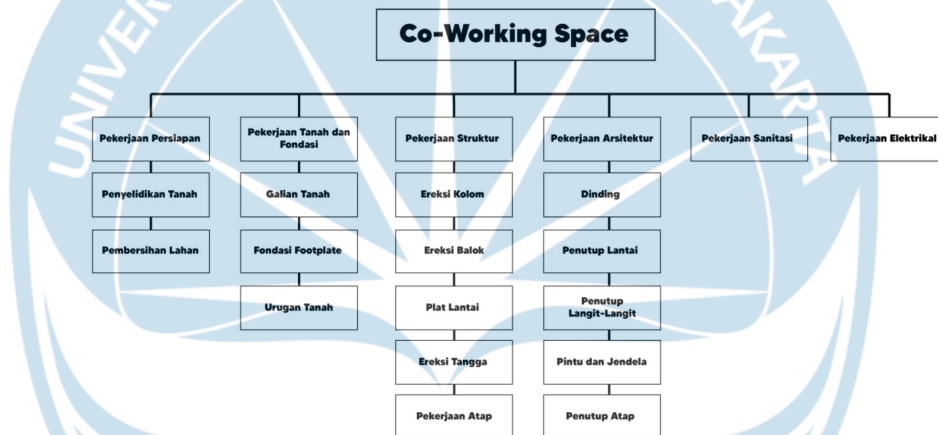 Co-Working Space
Pekerjaan Persiapan
Penyelidikan Tanah
Pembersihan Lahan
Pekerjaan Tanah dan
Fondasi
Galian Tanah
Fondasi Footplate
Urugan Tanah
Pekerjaan Struktur
Ereksi Kolom
Ereksi Balok
Plat Lantai
Ereksi Tangga
Pekerjaan Atap
Pekerjaan Arsitektur
Dinding
Penutup Lantai
Penutup
Langit-Langit
Pintu dan Jendela
Penutup Atap
Pekerjaan Sanitasi
Pekerjaan Elektrikal